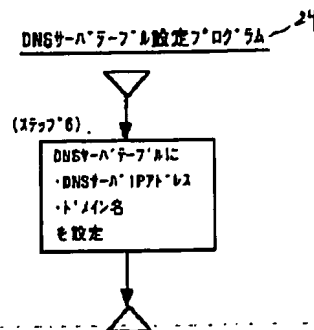 DNSサーバテーブル設定プログラム
24
(ステップ6)
DNSサーバテーブルに
・DNSサーバIPアドレス
・ドメイン名
を設定